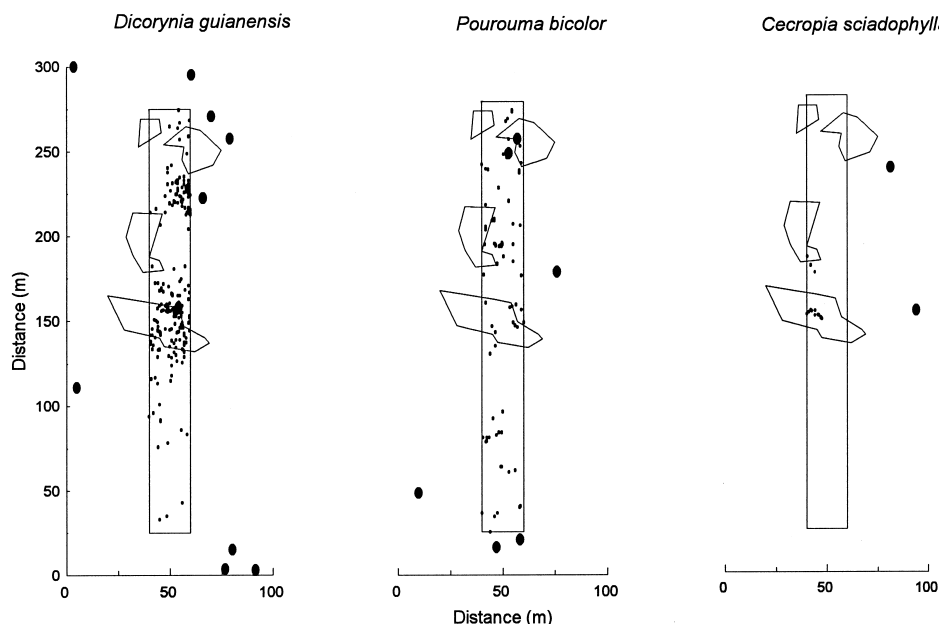 Dicorynia guianensis Pourouma bicolor Cecropia sciadophylla
300
250
200
150
100
50
0
Distance (m)
0 50 100 0 50 100 0 50 100
Distance (m)